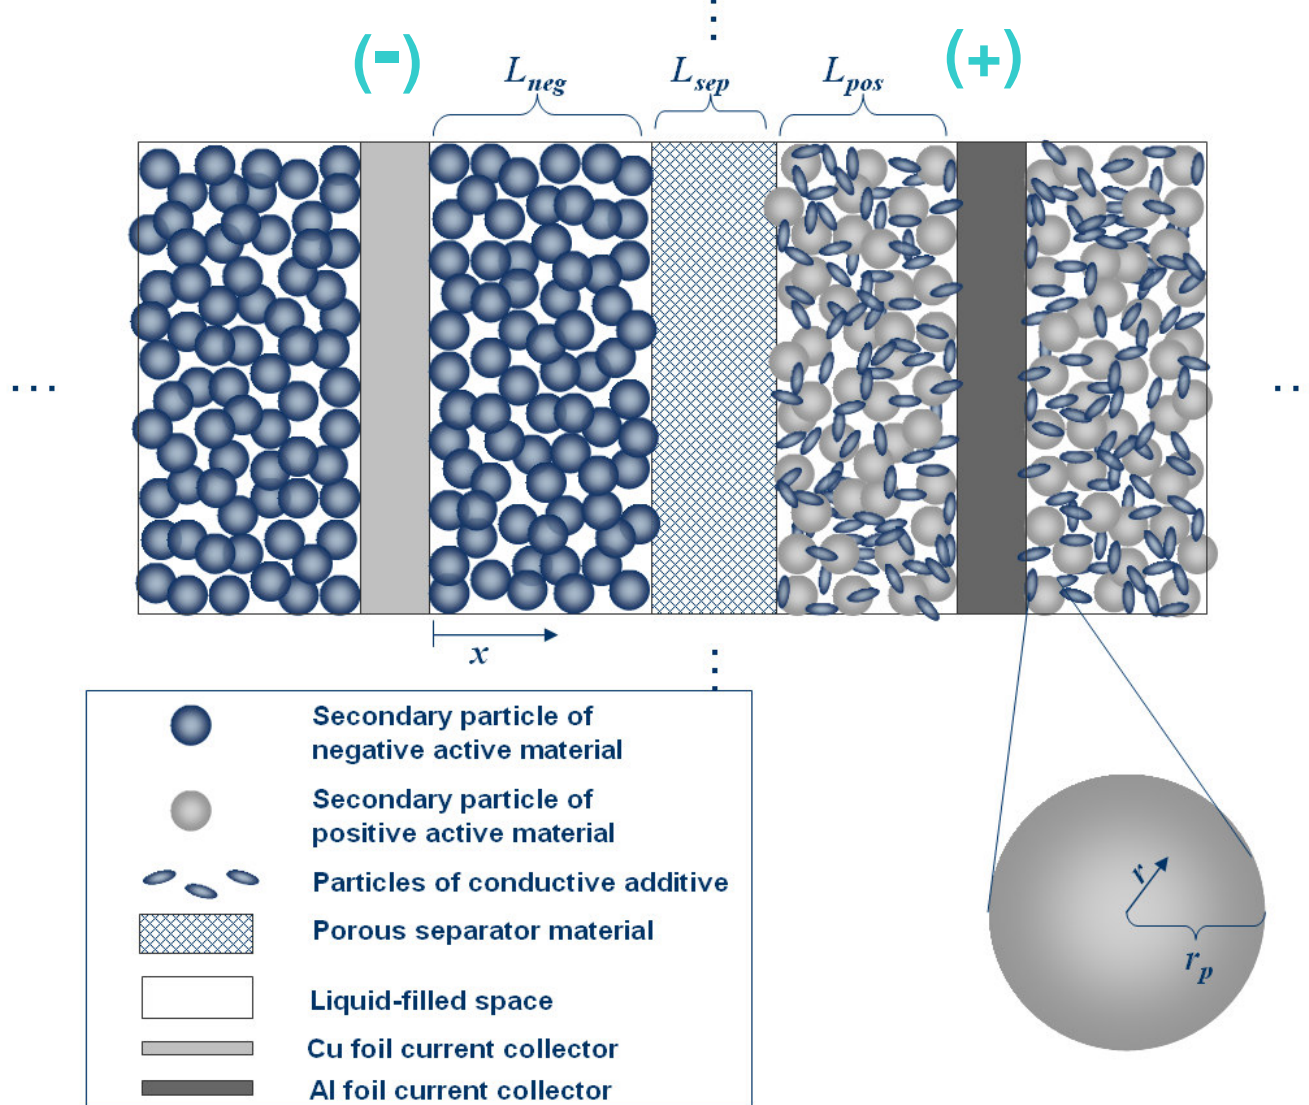 (-)
(+)
L_neg
L_sep
L_pos
x
Secondary particle of
negative active material
Secondary particle of
positive active material
Particles of conductive additive
Porous separator material
Liquid-filled space
Cu foil current collector
Al foil current collector
r
r_p